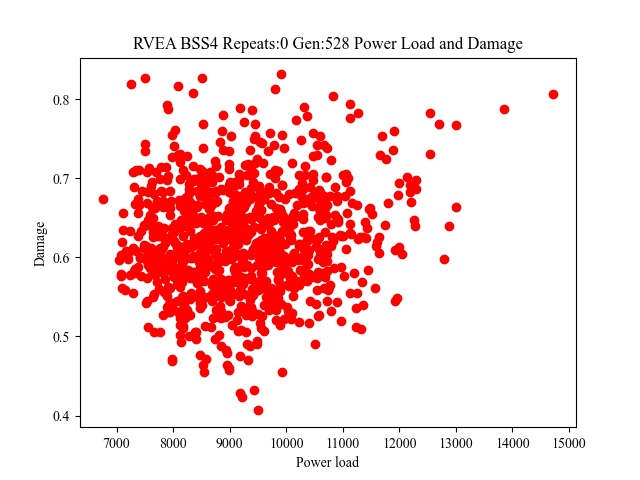 RVEA BSS4 Repeats:0 Gen:528 Power Load and Damage
0.8
0.7
0.6
0.5
0.4
Damage
7000 8000 9000 10000 11000 12000 13000 14000 15000
Power load